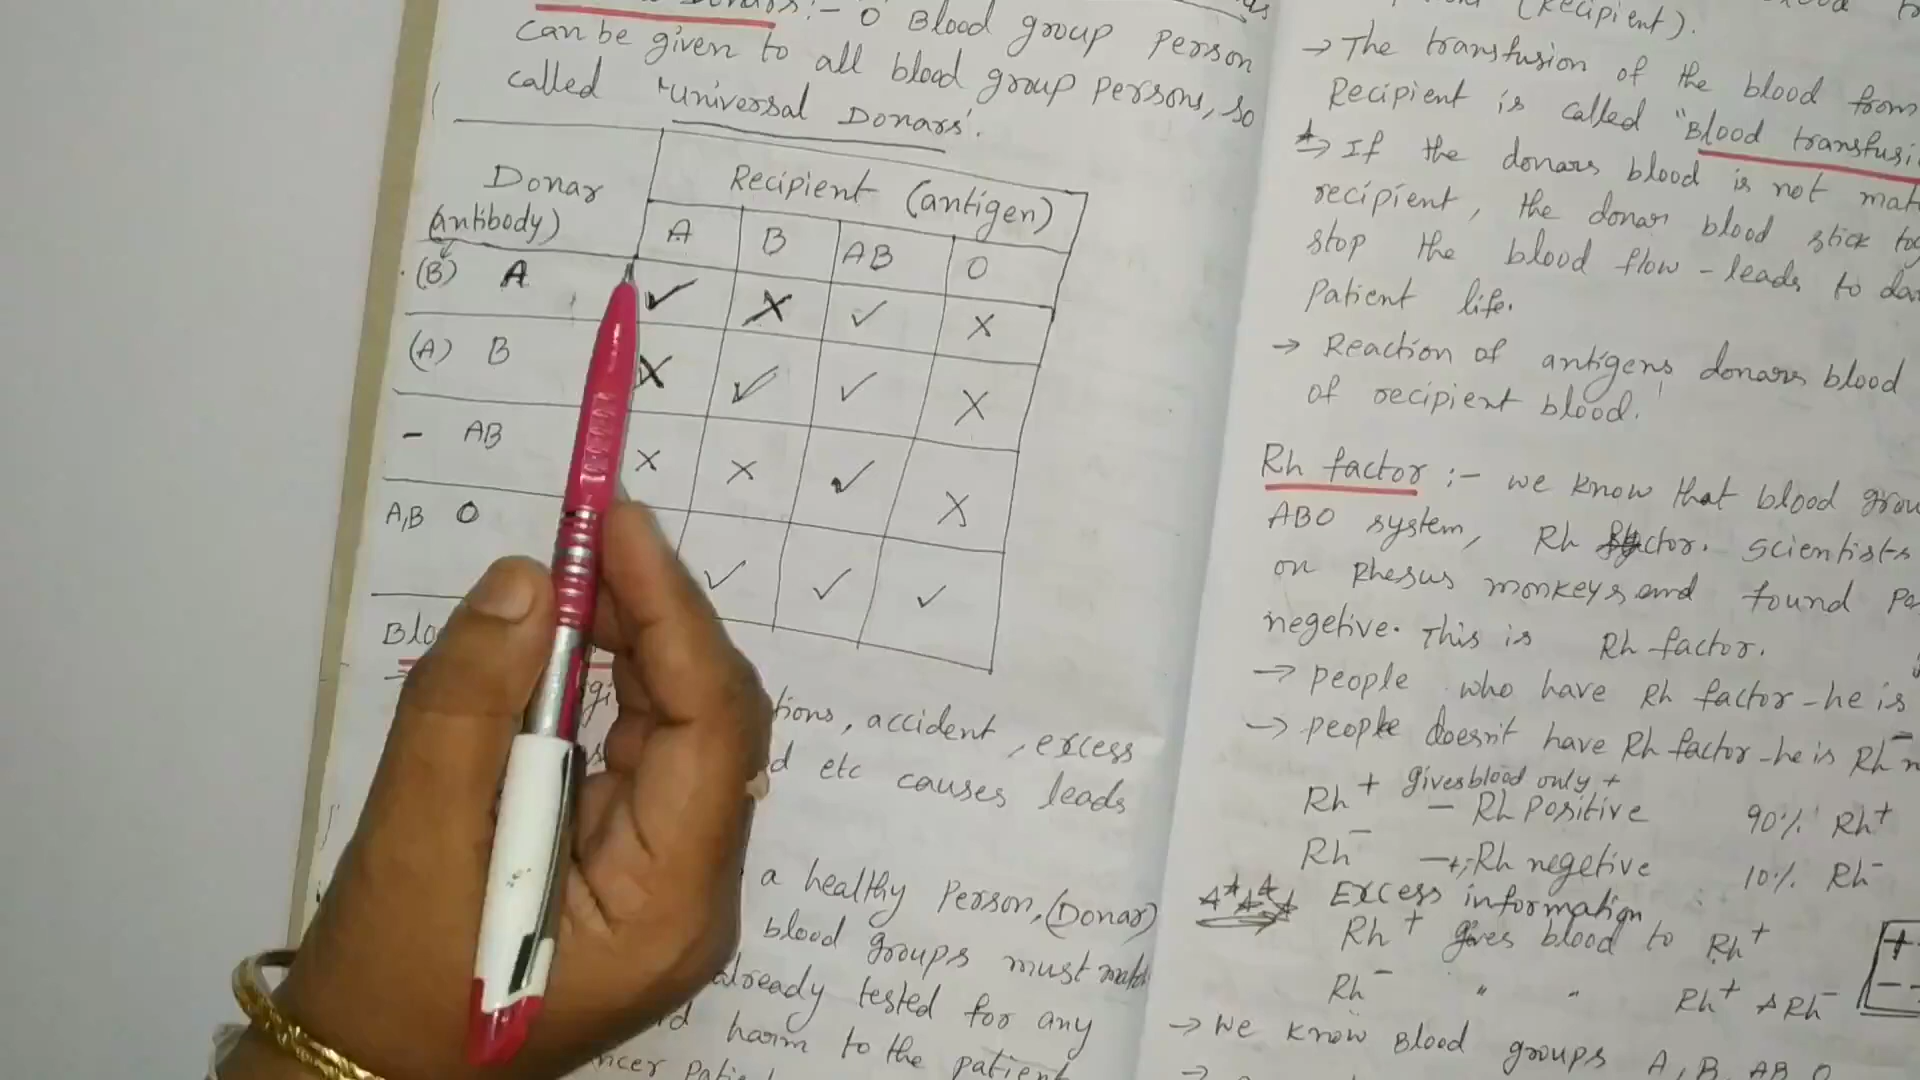 Donars :- O Blood group person
can be given to all blood group persons, so
called "Universal Donars".
Donar
(antibody)
Recipient (antigen)
A B AB O
(B) A ✓ X ✓ X
(A) B X ✓ ✓ X
- AB X X ✓ X
A,B O ✓ ✓ ✓
Blo
tions, accident, excess
d etc causes leads
a healthy Person, (Donar)
blood groups must match
already tested for any
harm to the patient
ncer
(Recipient).
→ The transfusion of the blood from
Recipient is called "Blood transfusi
→ If the donars blood is not mat
recipient, the donar blood stick tog
stop the blood flow - leads to da
Patient life.
→ Reaction of antigens donars blood
of recipient blood.
Rh factor :- we know that blood grou
ABO system, Rh factor. Scientists
on Rhesus monkeys and found Po
negetive. This is Rh factor.
→ people who have Rh factor - he is
→ people doesn't have Rh factor - he is Rh⁻ n
Rh + gives blood only +
- Rh Positive 90% Rh⁺
Rh⁻ - +,- Rh negetive 10% Rh⁻
Excess information
Rh⁺ gives blood to Rh⁺
Rh⁻ " " Rh⁺ & Rh⁻
→ We know Blood groups A, B, AB, O